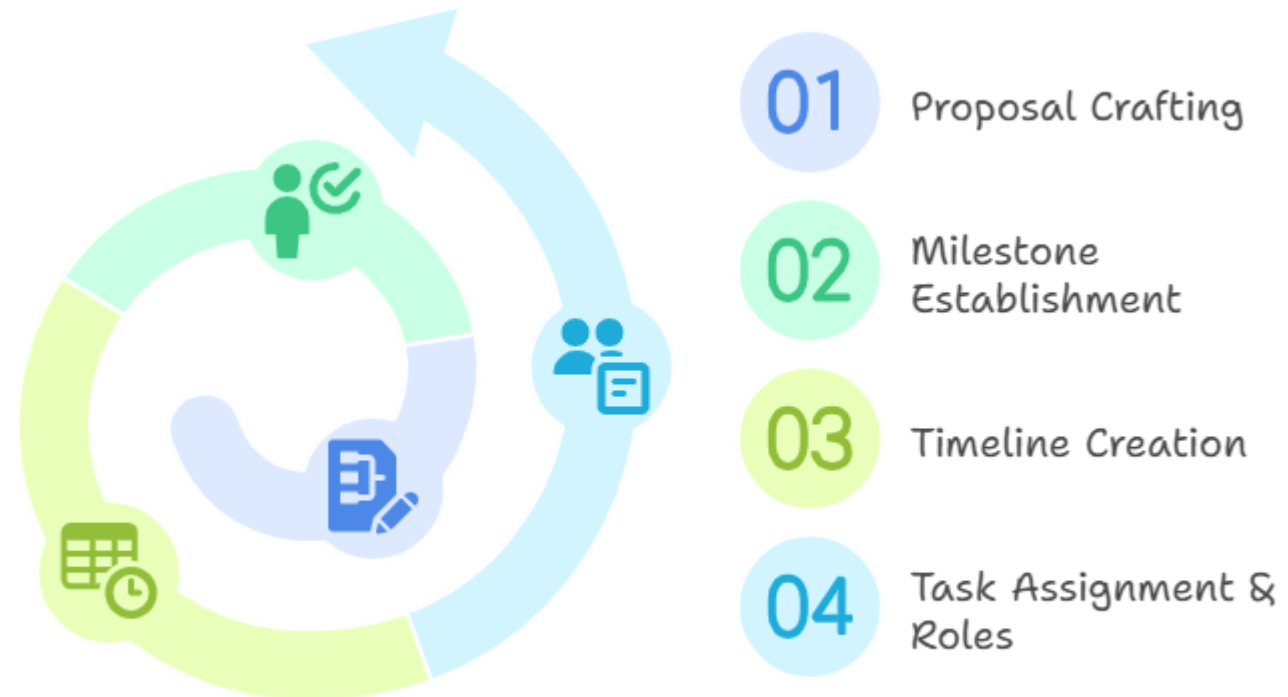 01
Proposal Crafting
02
Milestone
Establishment
03
Timeline Creation
04
Task Assignment &
Roles